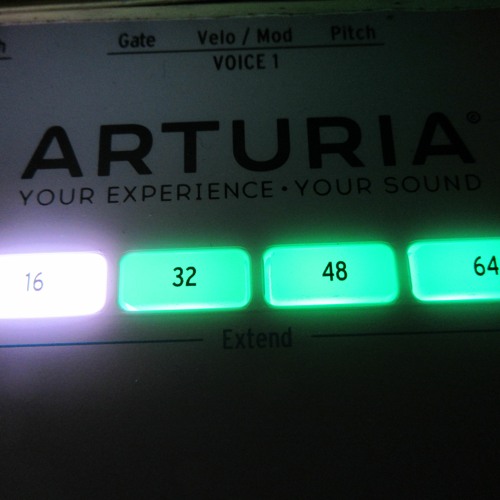 h
Gate Velo / Mod Pitch
VOICE 1
ARTURIA®
YOUR EXPERIENCE • YOUR SOUND
16 32 48 64
Extend